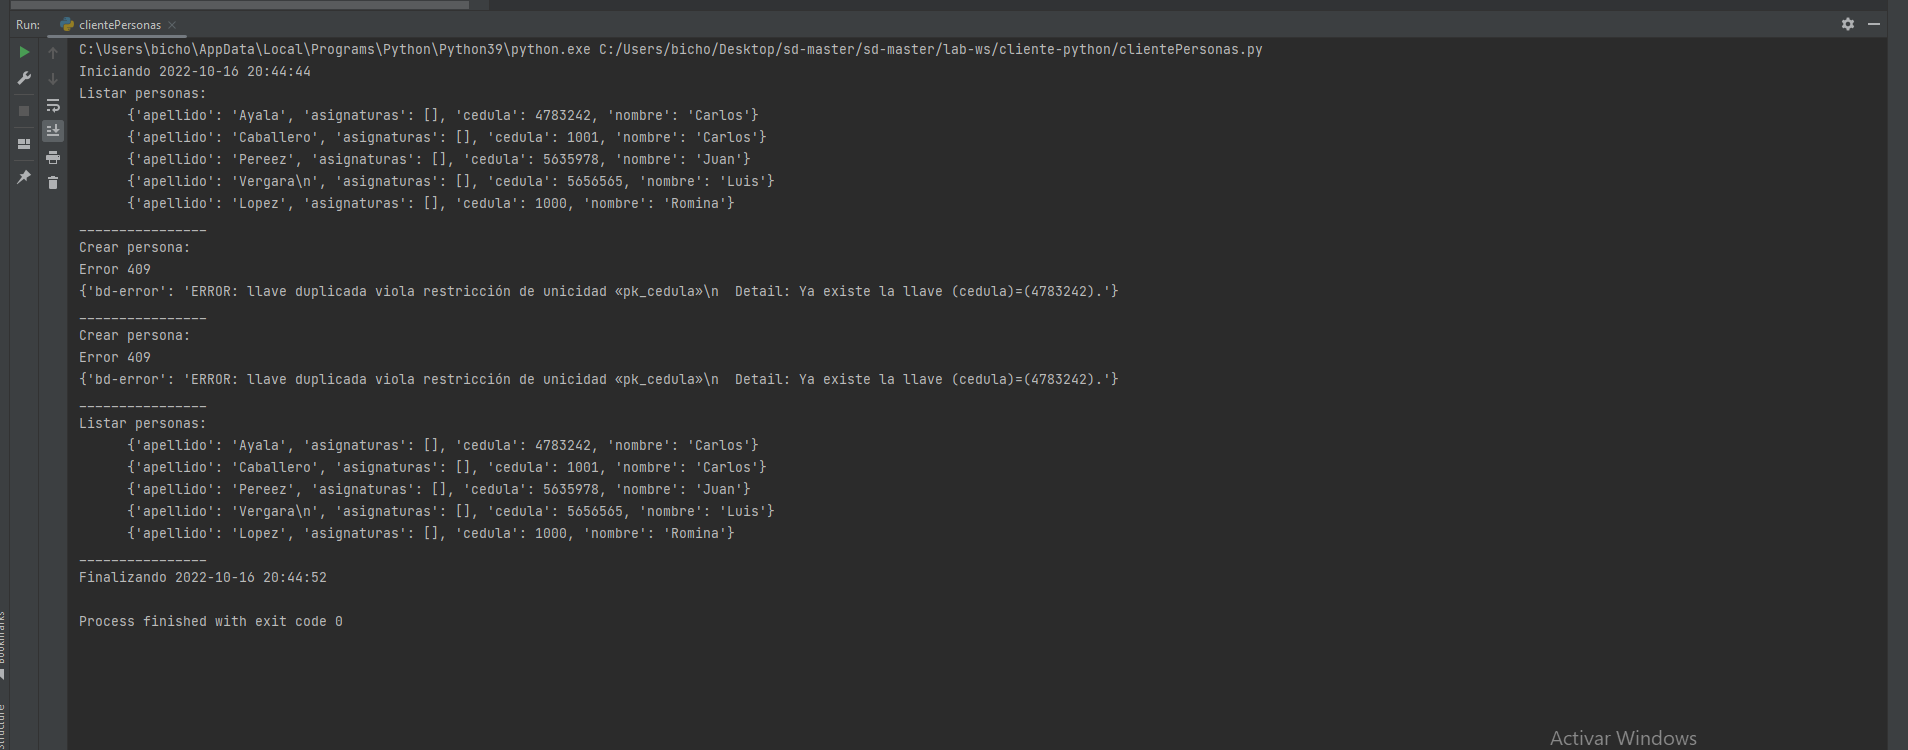 Run: clientePersonas
C:\Users\bicho\AppData\Local\Programs\Python\Python39\python.exe C:/Users/bicho/Desktop/sd-master/sd-master/lab-ws/cliente-python/clientePersonas.py
Iniciando 2022-10-16 20:44:44
Listar personas:
{'apellido': 'Ayala', 'asignaturas': [], 'cedula': 4783242, 'nombre': 'Carlos'}
{'apellido': 'Caballero', 'asignaturas': [], 'cedula': 1001, 'nombre': 'Carlos'}
{'apellido': 'Pereez', 'asignaturas': [], 'cedula': 5635978, 'nombre': 'Juan'}
{'apellido': 'Vergara\n', 'asignaturas': [], 'cedula': 5656565, 'nombre': 'Luis'}
{'apellido': 'Lopez', 'asignaturas': [], 'cedula': 1000, 'nombre': 'Romina'}
________________
Crear persona:
Error 409
{'bd-error': 'ERROR: llave duplicada viola restricción de unicidad «pk_cedula»\n  Detail: Ya existe la llave (cedula)=(4783242).'}
________________
Crear persona:
Error 409
{'bd-error': 'ERROR: llave duplicada viola restricción de unicidad «pk_cedula»\n  Detail: Ya existe la llave (cedula)=(4783242).'}
________________
Listar personas:
{'apellido': 'Ayala', 'asignaturas': [], 'cedula': 4783242, 'nombre': 'Carlos'}
{'apellido': 'Caballero', 'asignaturas': [], 'cedula': 1001, 'nombre': 'Carlos'}
{'apellido': 'Pereez', 'asignaturas': [], 'cedula': 5635978, 'nombre': 'Juan'}
{'apellido': 'Vergara\n', 'asignaturas': [], 'cedula': 5656565, 'nombre': 'Luis'}
{'apellido': 'Lopez', 'asignaturas': [], 'cedula': 1000, 'nombre': 'Romina'}
________________
Finalizando 2022-10-16 20:44:52
Process finished with exit code 0
Activar Windows